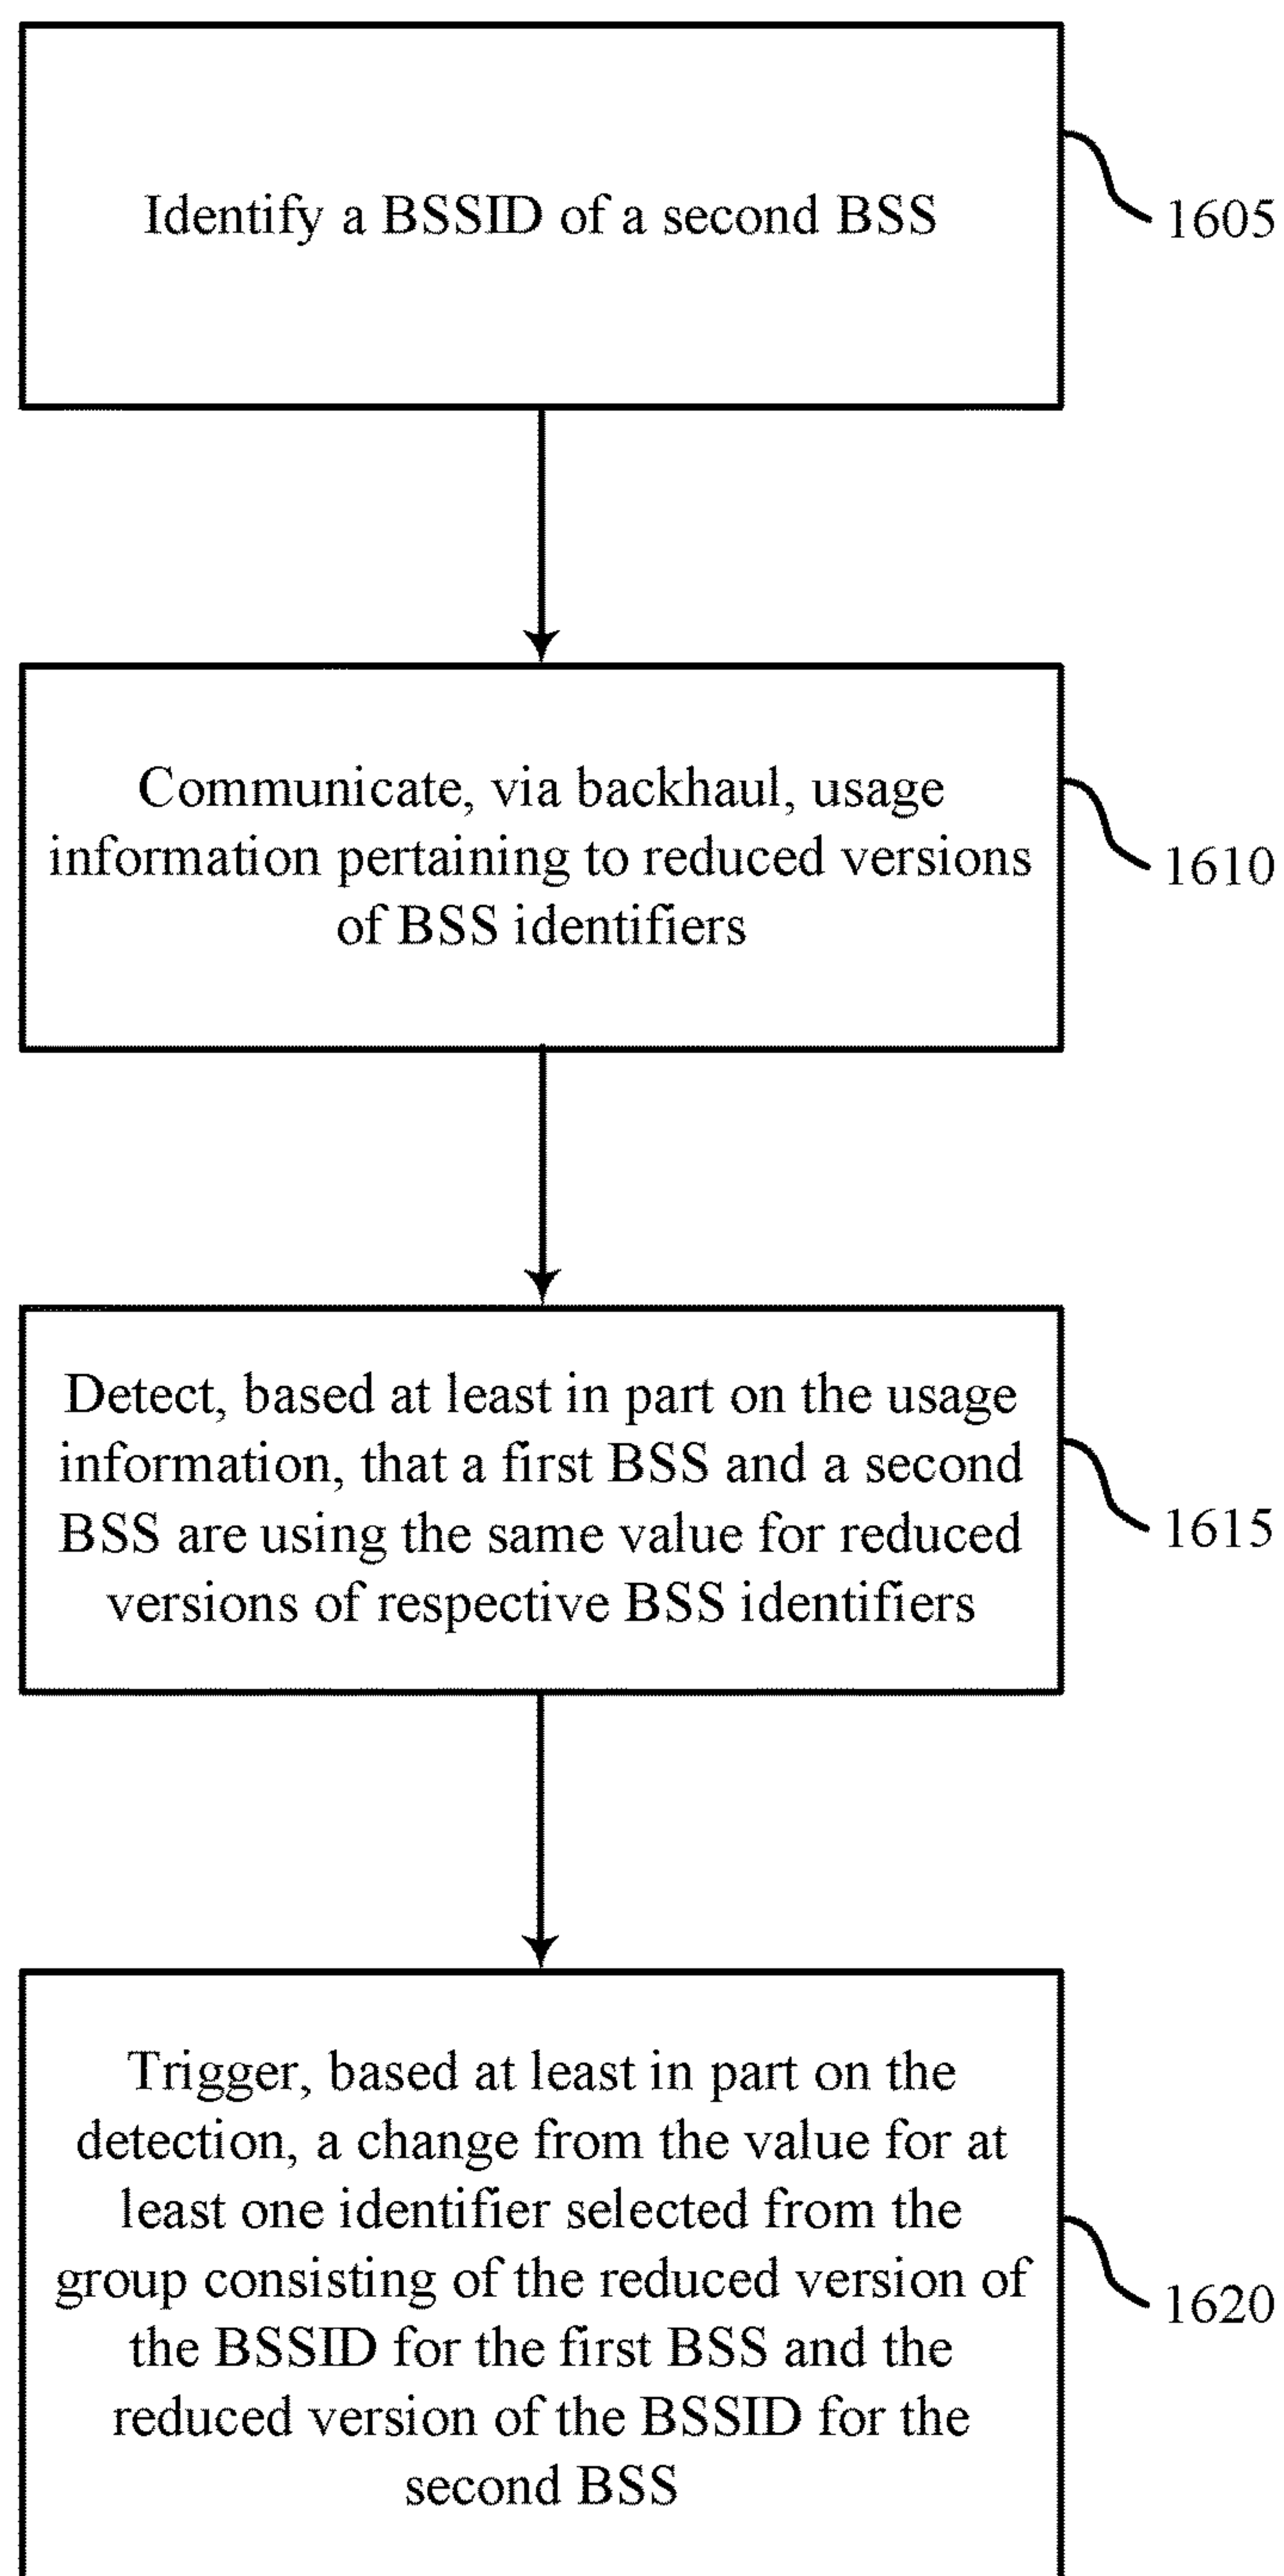 Identify a BSSID of a second BSS
1605
Communicate, via backhaul, usage
information pertaining to reduced versions
of BSS identifiers
1610
Detect, based at least in part on the usage
information, that a first BSS and a second
BSS are using the same value for reduced
versions of respective BSS identifiers
1615
Trigger, based at least in part on the
detection, a change from the value for at
least one identifier selected from the
group consisting of the reduced version of
the BSSID for the first BSS and the
reduced version of the BSSID for the
second BSS
1620